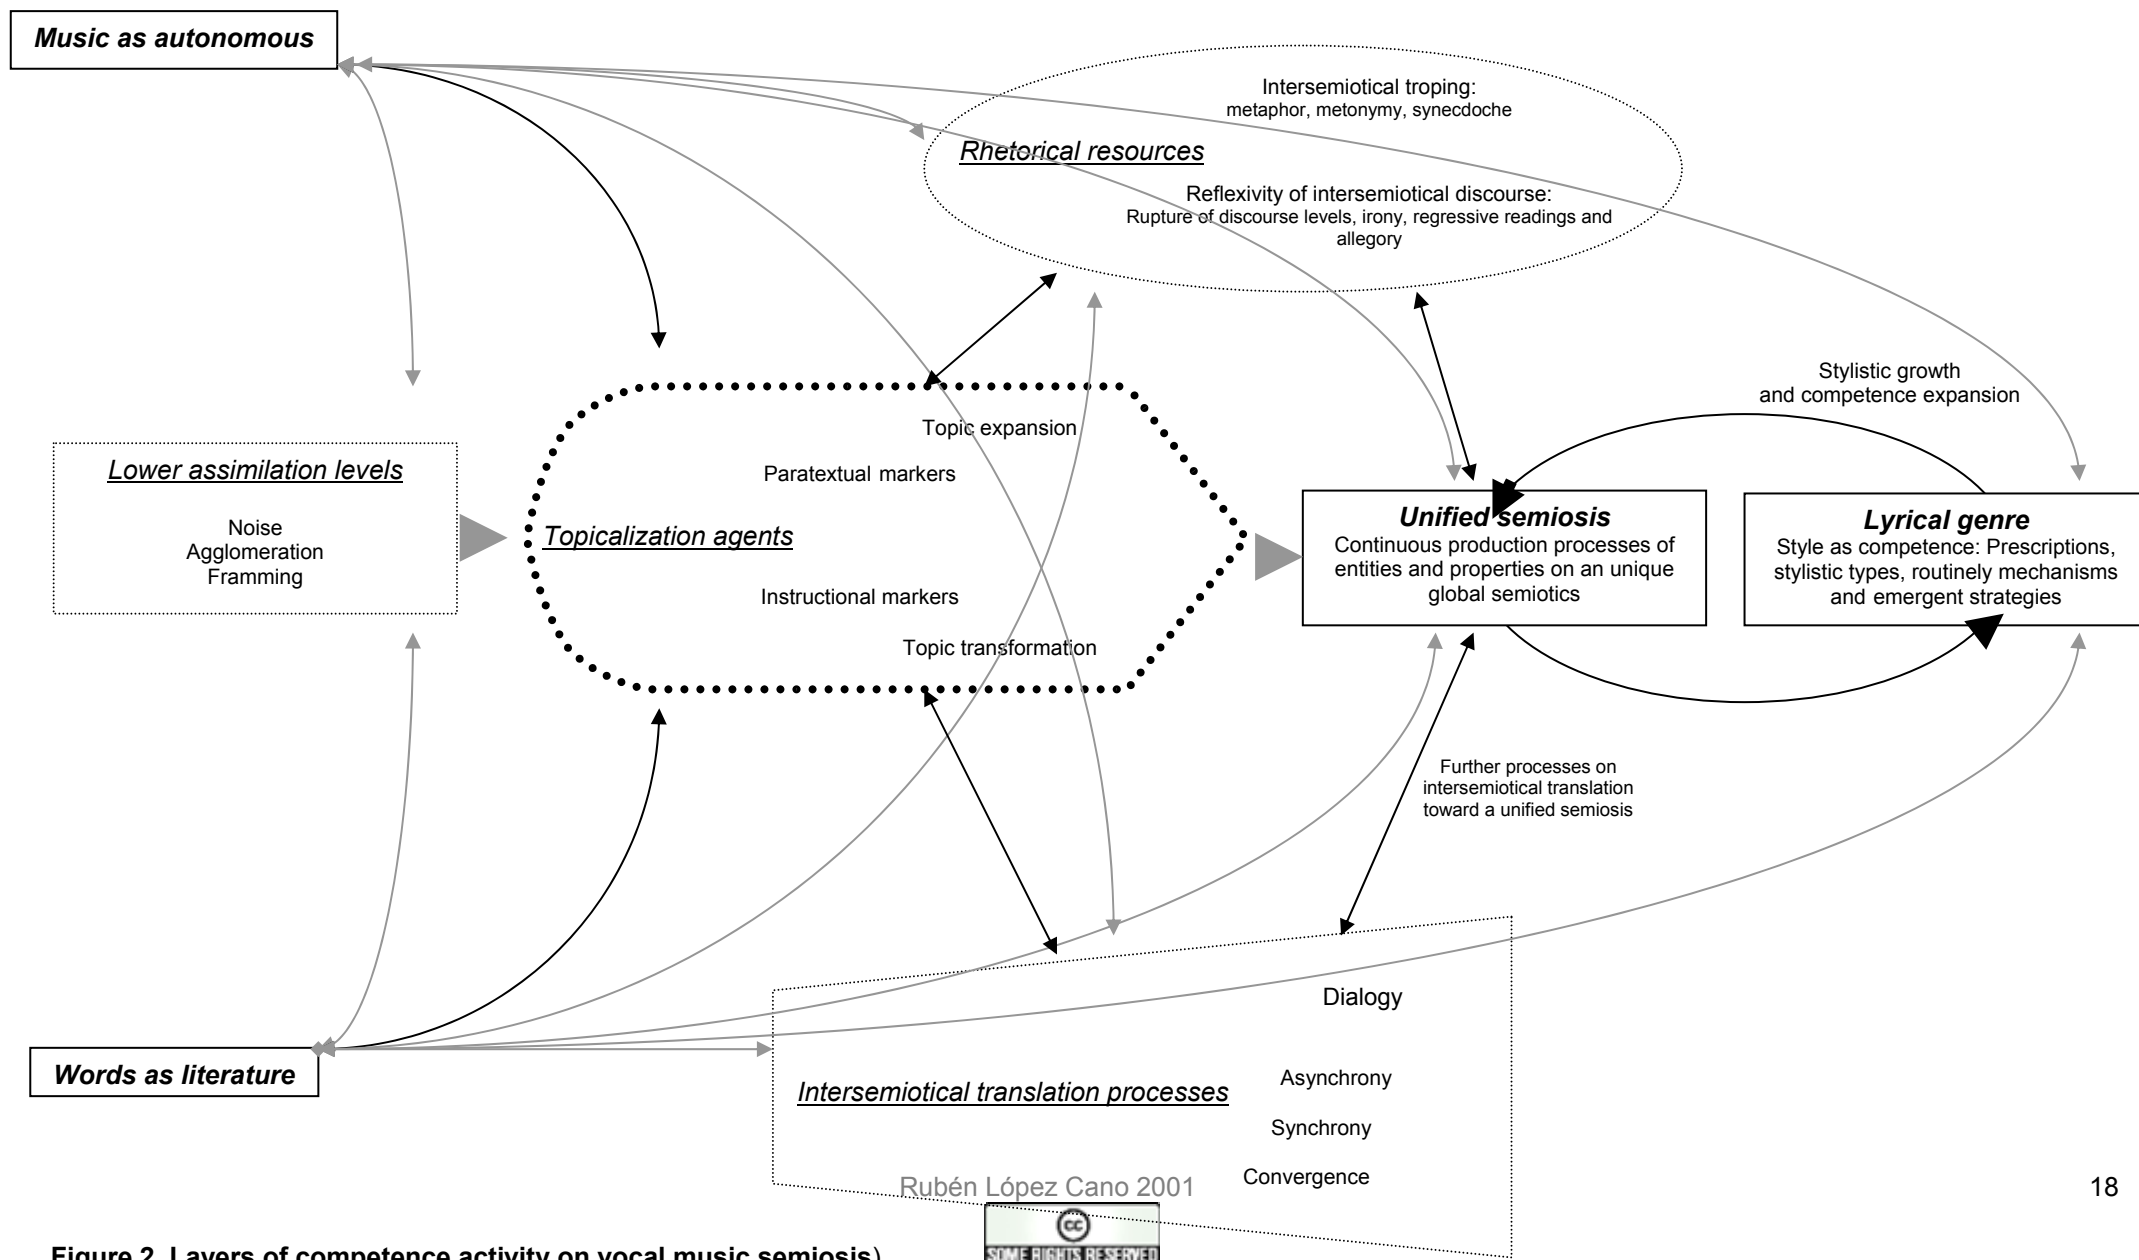 Music as autonomous
Intersemiotical troping:
metaphor, metonymy, synecdoche
Rhetorical resources
Reflexivity of intersemiotical discourse:
Rupture of discourse levels, irony, regressive readings and
allegory
Stylistic growth
and competence expansion
Lower assimilation levels
Noise
Agglomeration
Framming
Topic expansion
Paratextual markers
Topicalization agents
Instructional markers
Topic transformation
Unified semiosis
Continuous production processes of
entities and properties on an unique
global semiotics
Lyrical genre
Style as competence: Prescriptions,
stylistic types, routinely mechanisms
and emergent strategies
Further processes on
intersemiotical translation
toward a unified semiosis
Words as literature
Dialogy
Asynchrony
Intersemiotical translation processes
Synchrony
Convergence
Rubén López Cano 2001
18
cc
SOME RIGHTS RESERVED
Figure 2. Layers of competence activity on vocal music semiosis)